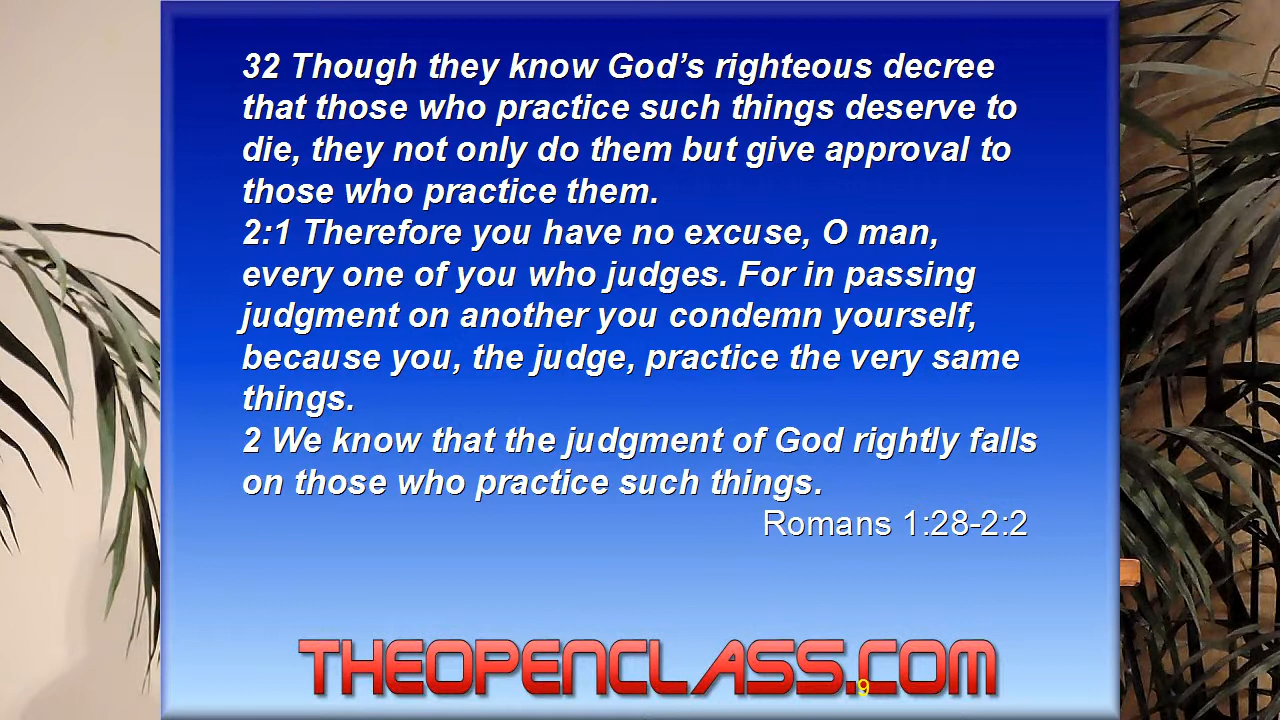 32 Though they know God’s righteous decree
that those who practice such things deserve to
die, they not only do them but give approval to
those who practice them.
2:1 Therefore you have no excuse, O man,
every one of you who judges. For in passing
judgment on another you condemn yourself,
because you, the judge, practice the very same
things.
2 We know that the judgment of God rightly falls
on those who practice such things.
Romans 1:28-2:2
THEOPENCLASS.COM
9